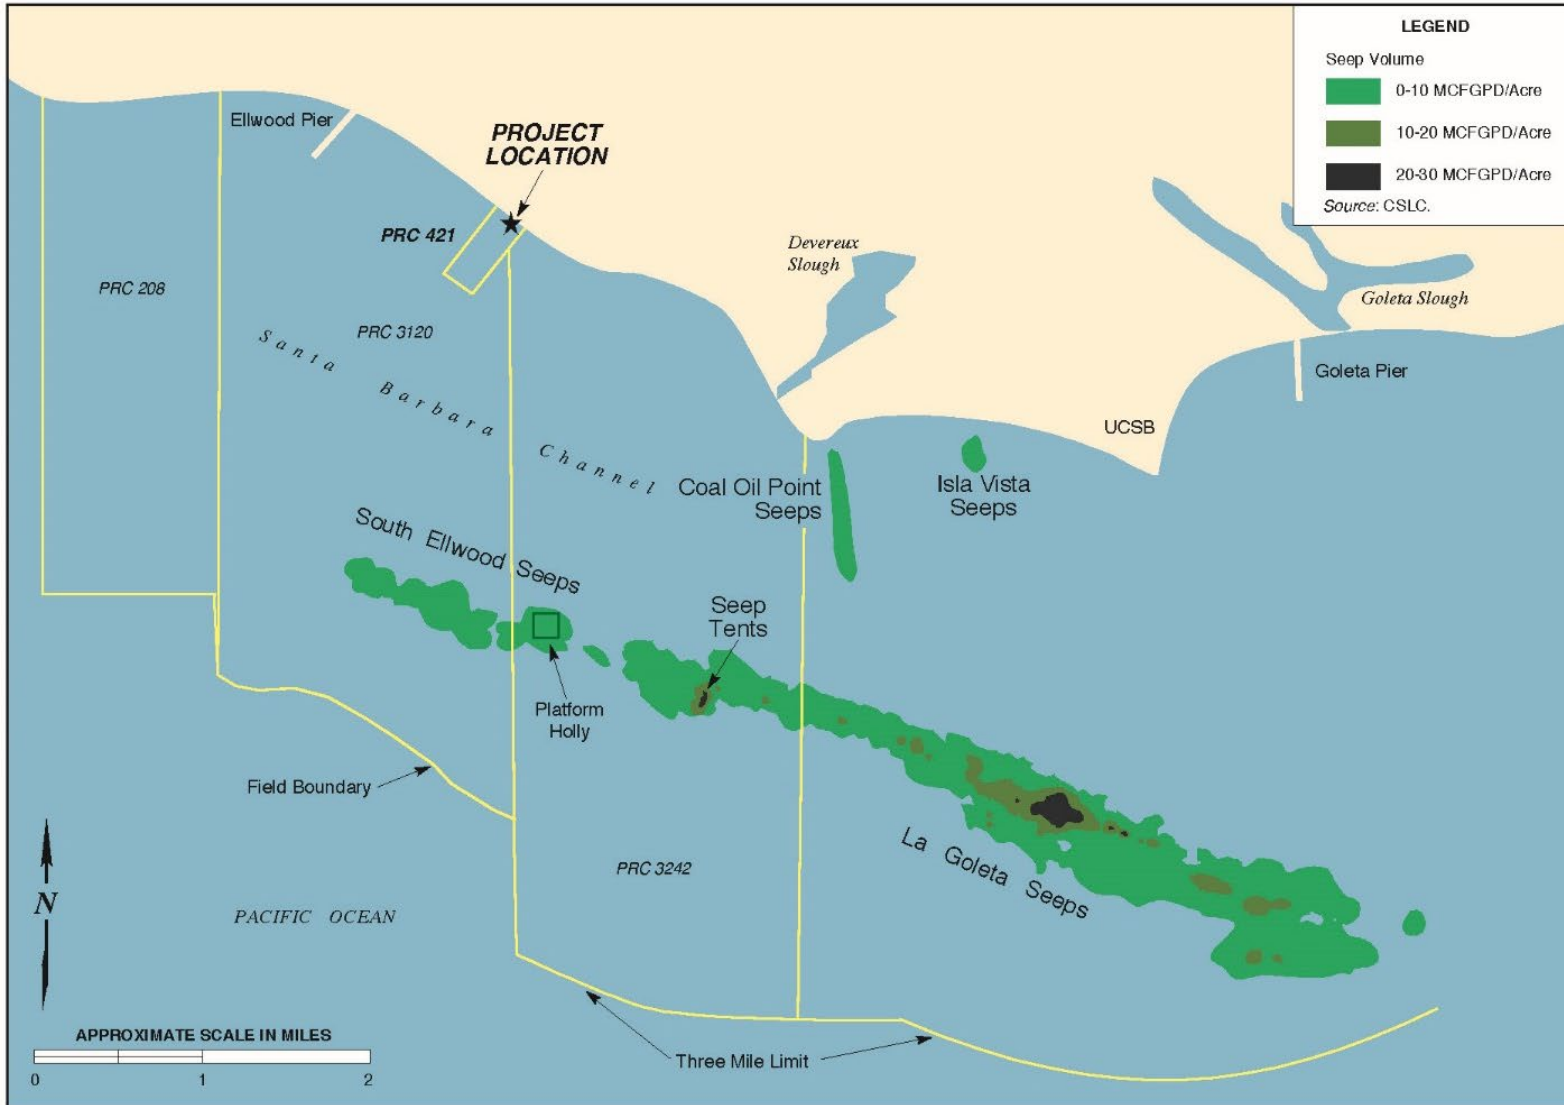 LEGEND
Seep Volume
0-10 MCFGPD/Acre
10-20 MCFGPD/Acre
20-30 MCFGPD/Acre
Source: CSLC.
Ellwood Pier
PROJECT
LOCATION
PRC 421
Devereux
Slough
PRC 208
Goleta Slough
PRC 3120
Santa Barbara Channel
Goleta Pier
UCSB
Coal Oil Point
Seeps
Isla Vista
Seeps
South Ellwood Seeps
Seep
Tents
Platform
Holly
Field Boundary
La Goleta Seeps
PRC 3242
N
PACIFIC OCEAN
APPROXIMATE SCALE IN MILES
0 1 2
Three Mile Limit